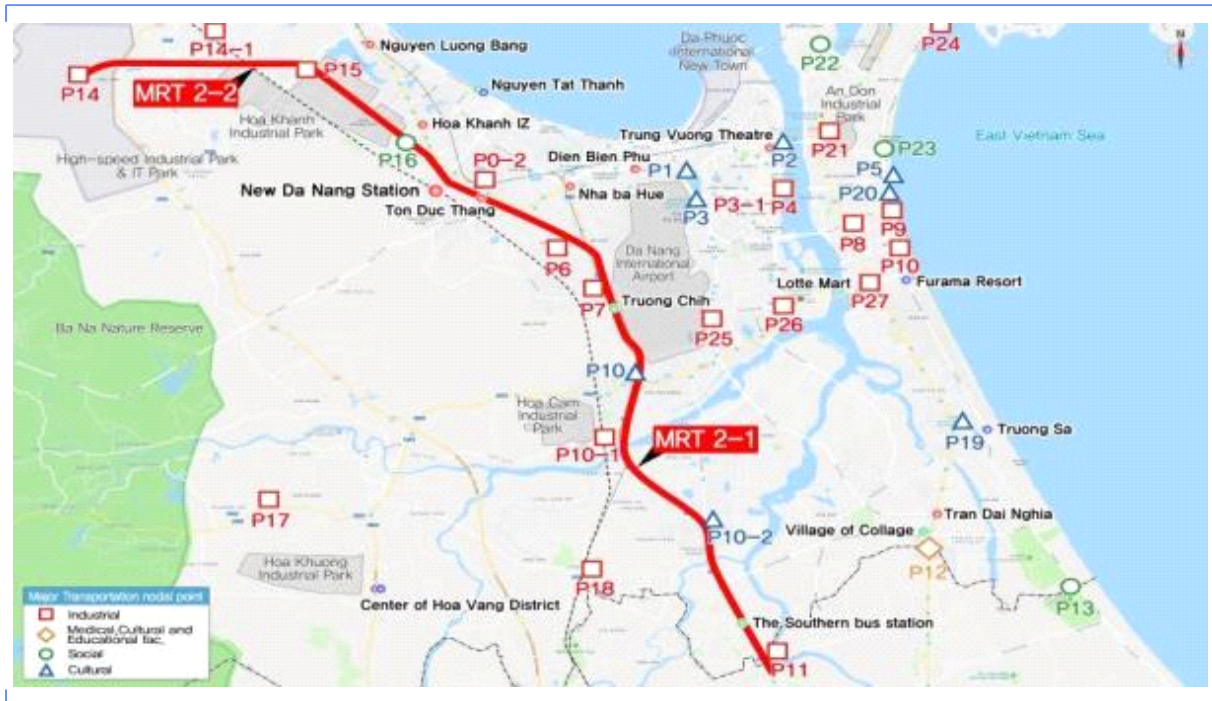 P14-1
Nguyen Luong Bang
Da Phuoc
International
New Town
P24
N
P22
P14
P15
MRT 2-2
Nguyen Tat Thanh
An Don
Industrial
Park
Hoa Khanh
Industrial Park
Hoa Khanh IZ
Trung Vuong Theatre
P2
P21
East Vietnam Sea
High-speed Industrial Park
& IT Park
P16
P0-2
Dien Bien Phu
P1
P5
P23
New Da Nang Station
Nha ba Hue
P3
P3-1
P4
P20
Ton Duc Thang
P9
P8
P6
Da Nang
International
Airport
P10
P7
Truong Chih
Lotte Mart
P27
Furama Resort
Ba Na Nature Reserve
P25
P26
P10
Hoa Cam
Industrial
Park
P10-1
MRT 2-1
P19
Truong Sa
P17
P10-2
Village of Collage
Tran Dai Nghia
P12
Hoa Khuong
Industrial Park
P18
P13
Center of Hoa Vang District
The Southern bus station
P11
Major Transportation nodal point
Industrial
Medical,Cultural and
Educational fac,
Social
Cultural